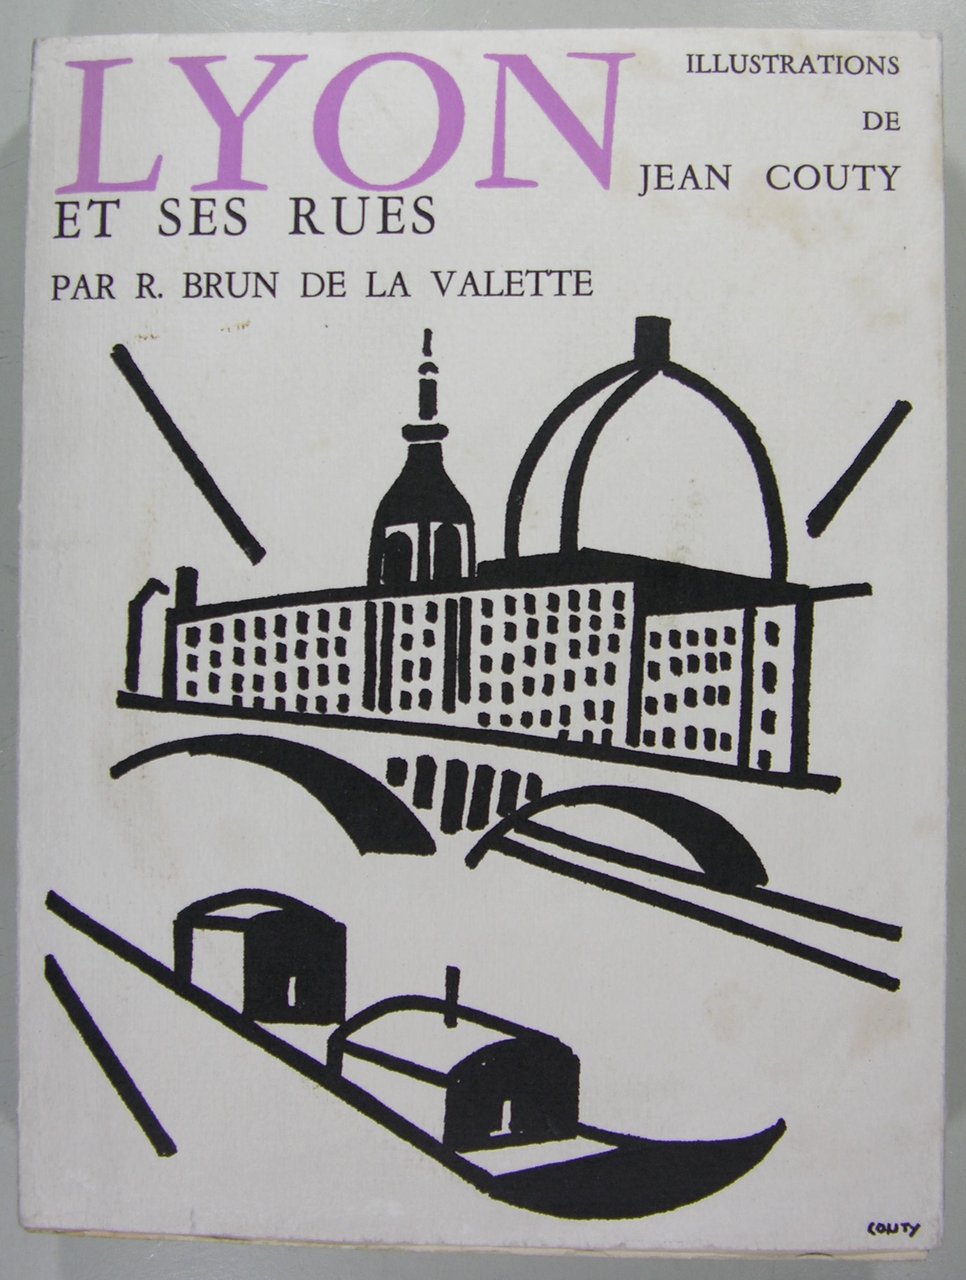 LYON
ET SES RUES
PAR R. BRUN DE LA VALETTE
ILLUSTRATIONS
DE
JEAN COUTY
COUTY